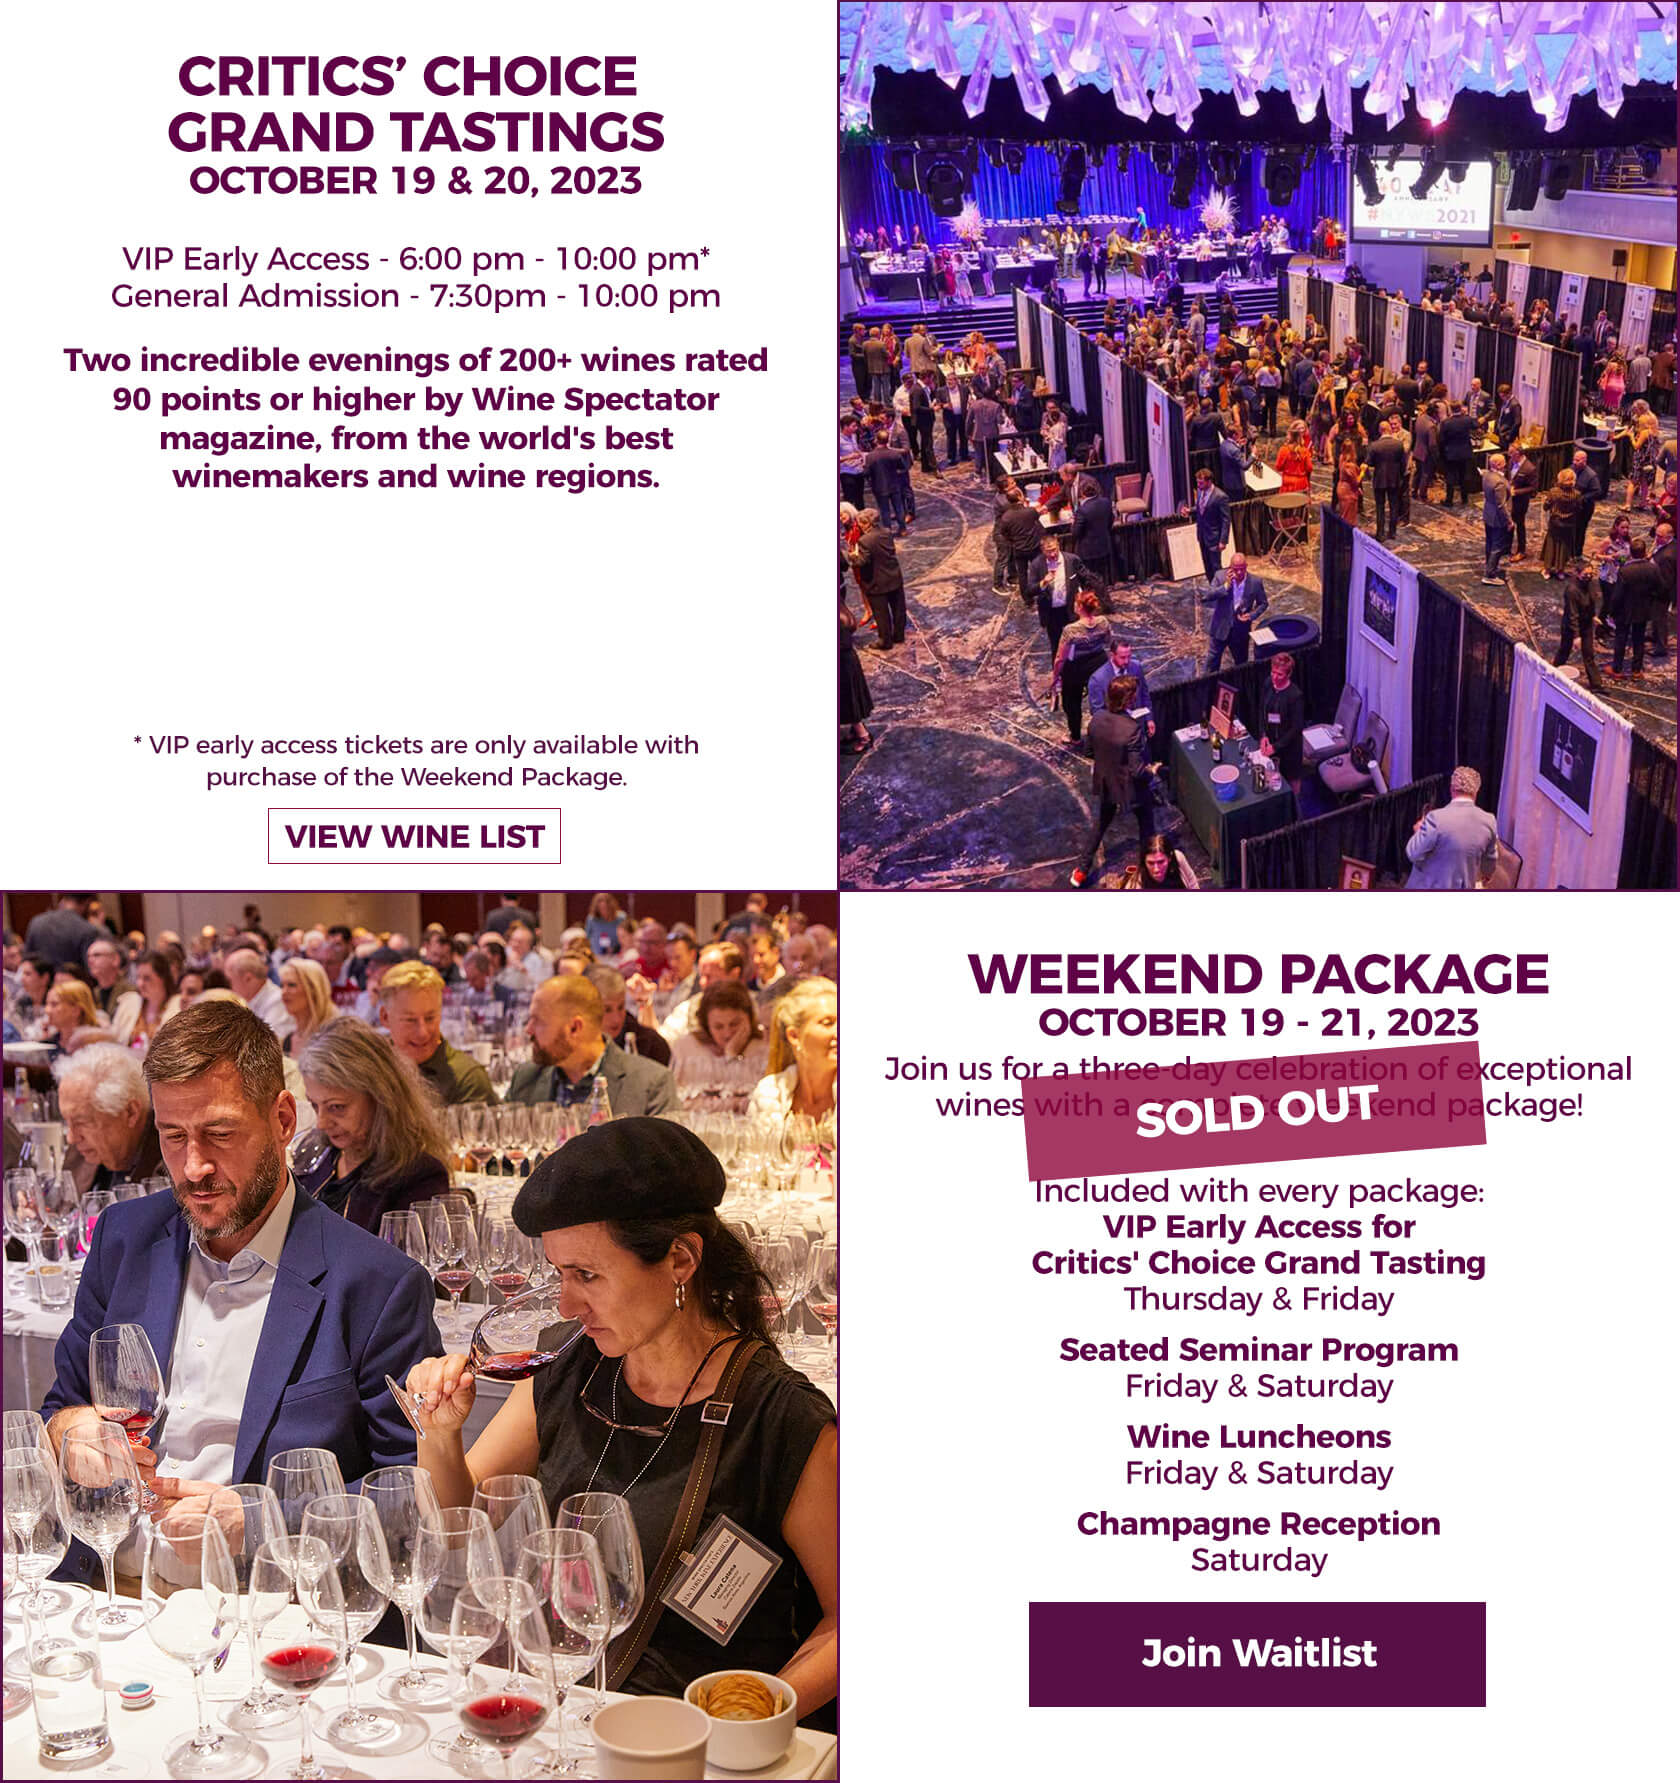 CRITICS’ CHOICE
GRAND TASTINGS
OCTOBER 19 & 20, 2023
VIP Early Access - 6:00 pm - 10:00 pm*
General Admission - 7:30pm - 10:00 pm
Two incredible evenings of 200+ wines rated
90 points or higher by Wine Spectator
magazine, from the world's best
winemakers and wine regions.
* VIP early access tickets are only available with
purchase of the Weekend Package.
VIEW WINE LIST
2021
WEEKEND PACKAGE
OCTOBER 19 - 21, 2023
Join us for a three-day celebration of exceptional
wines with a complete weekend package!
SOLD OUT
Included with every package:
VIP Early Access for
Critics' Choice Grand Tasting
Thursday & Friday
Seated Seminar Program
Friday & Saturday
Wine Luncheons
Friday & Saturday
Champagne Reception
Saturday
Join Waitlist
Laura Catena